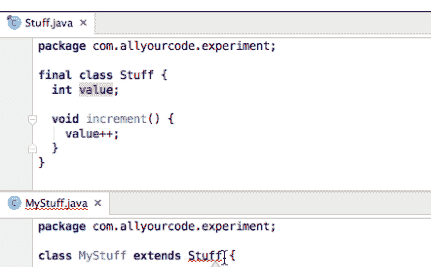 Stuff.java ×
package com.allyourcode.experiment;
final class Stuff {
int value;
void increment() {
value++;
}
}
MyStuff.java ×
package com.allyourcode.experiment;
class MyStuff extends Stuff {